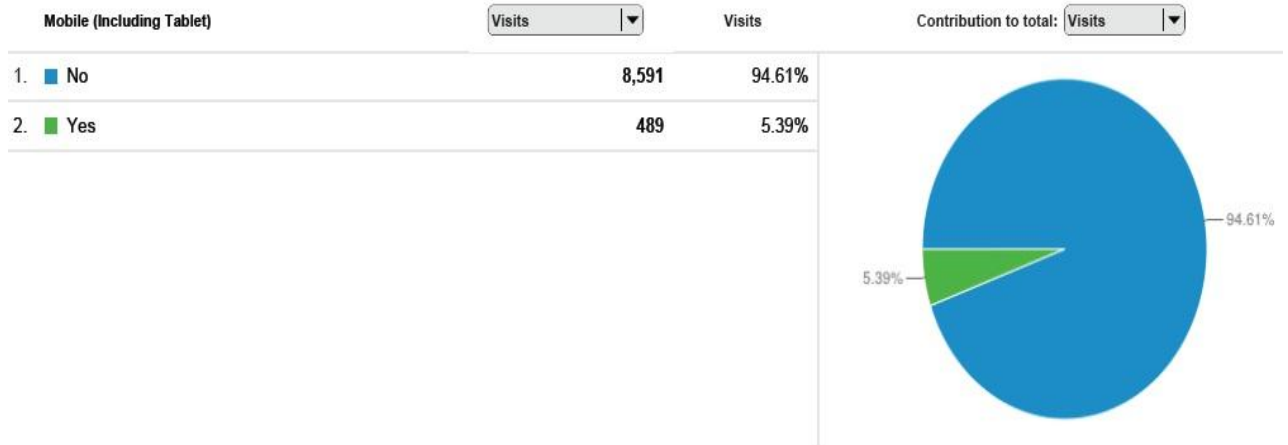 Mobile (Including Tablet) Visits Visits Contribution to total: Visits
1. No 8,591 94.61%
2. Yes 489 5.39%
94.61%
5.39%